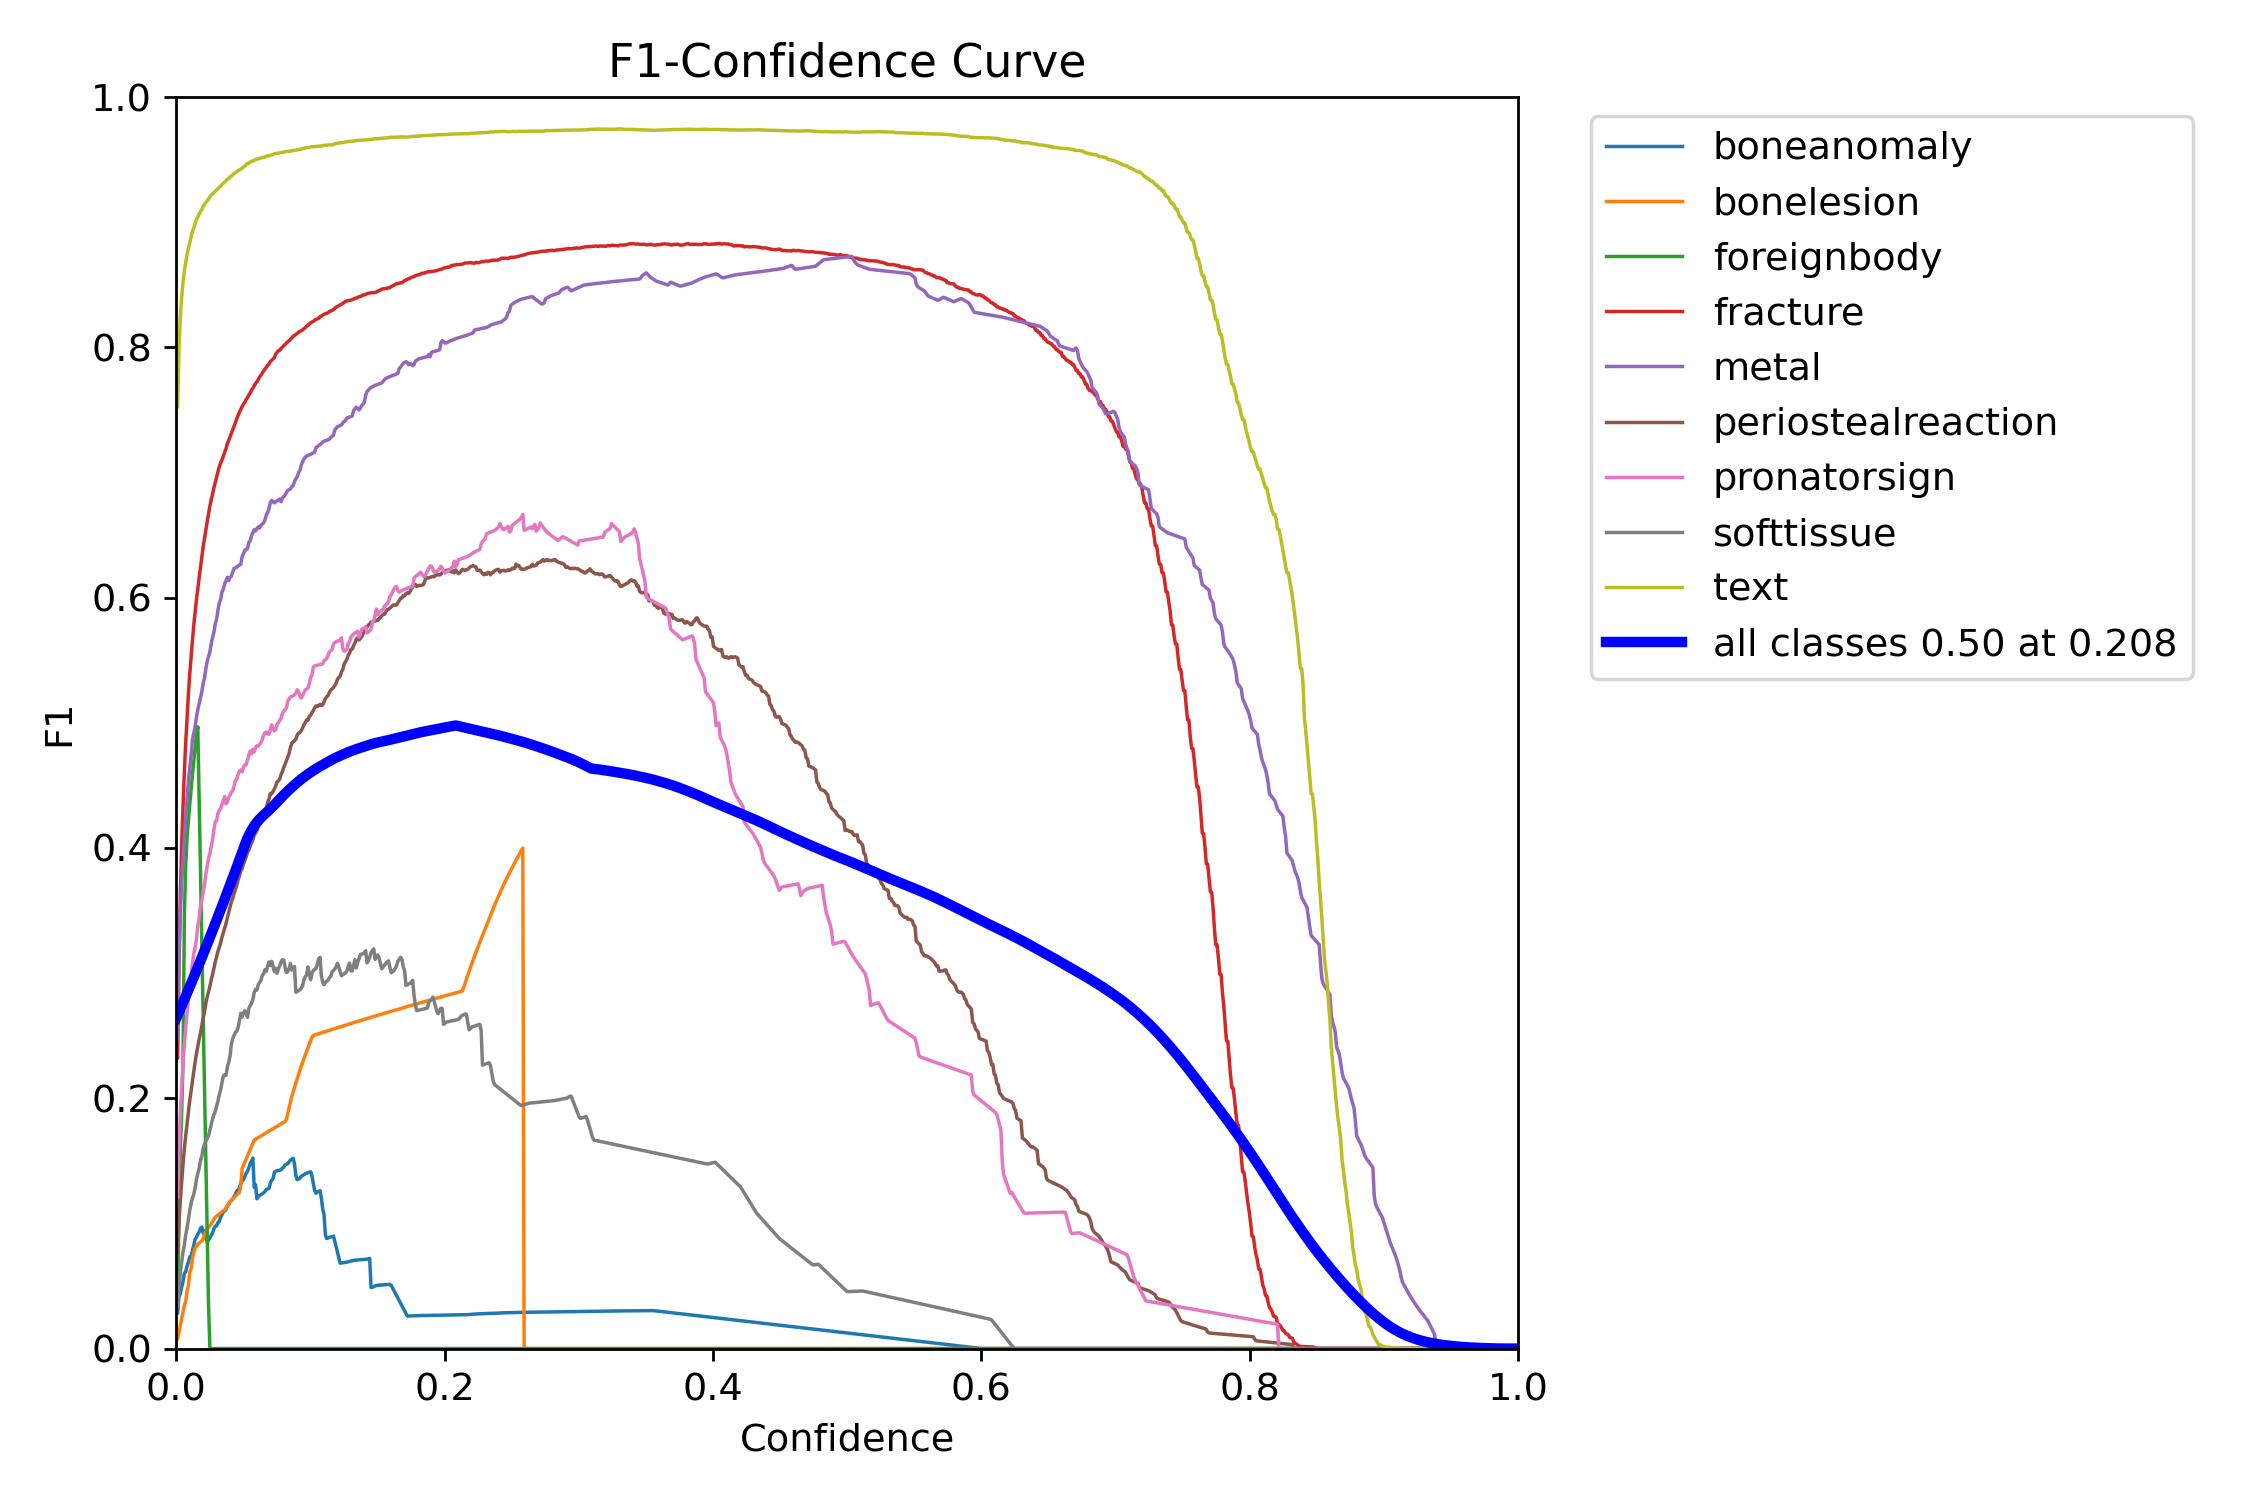 F1-Confidence Curve
1.0
0.8
0.6
0.4
0.2
0.0
F1
0.0 0.2 0.4 0.6 0.8 1.0
Confidence
boneanomaly
bonelesion
foreignbody
fracture
metal
periostealreaction
pronatorsign
softtissue
text
all classes 0.50 at 0.208